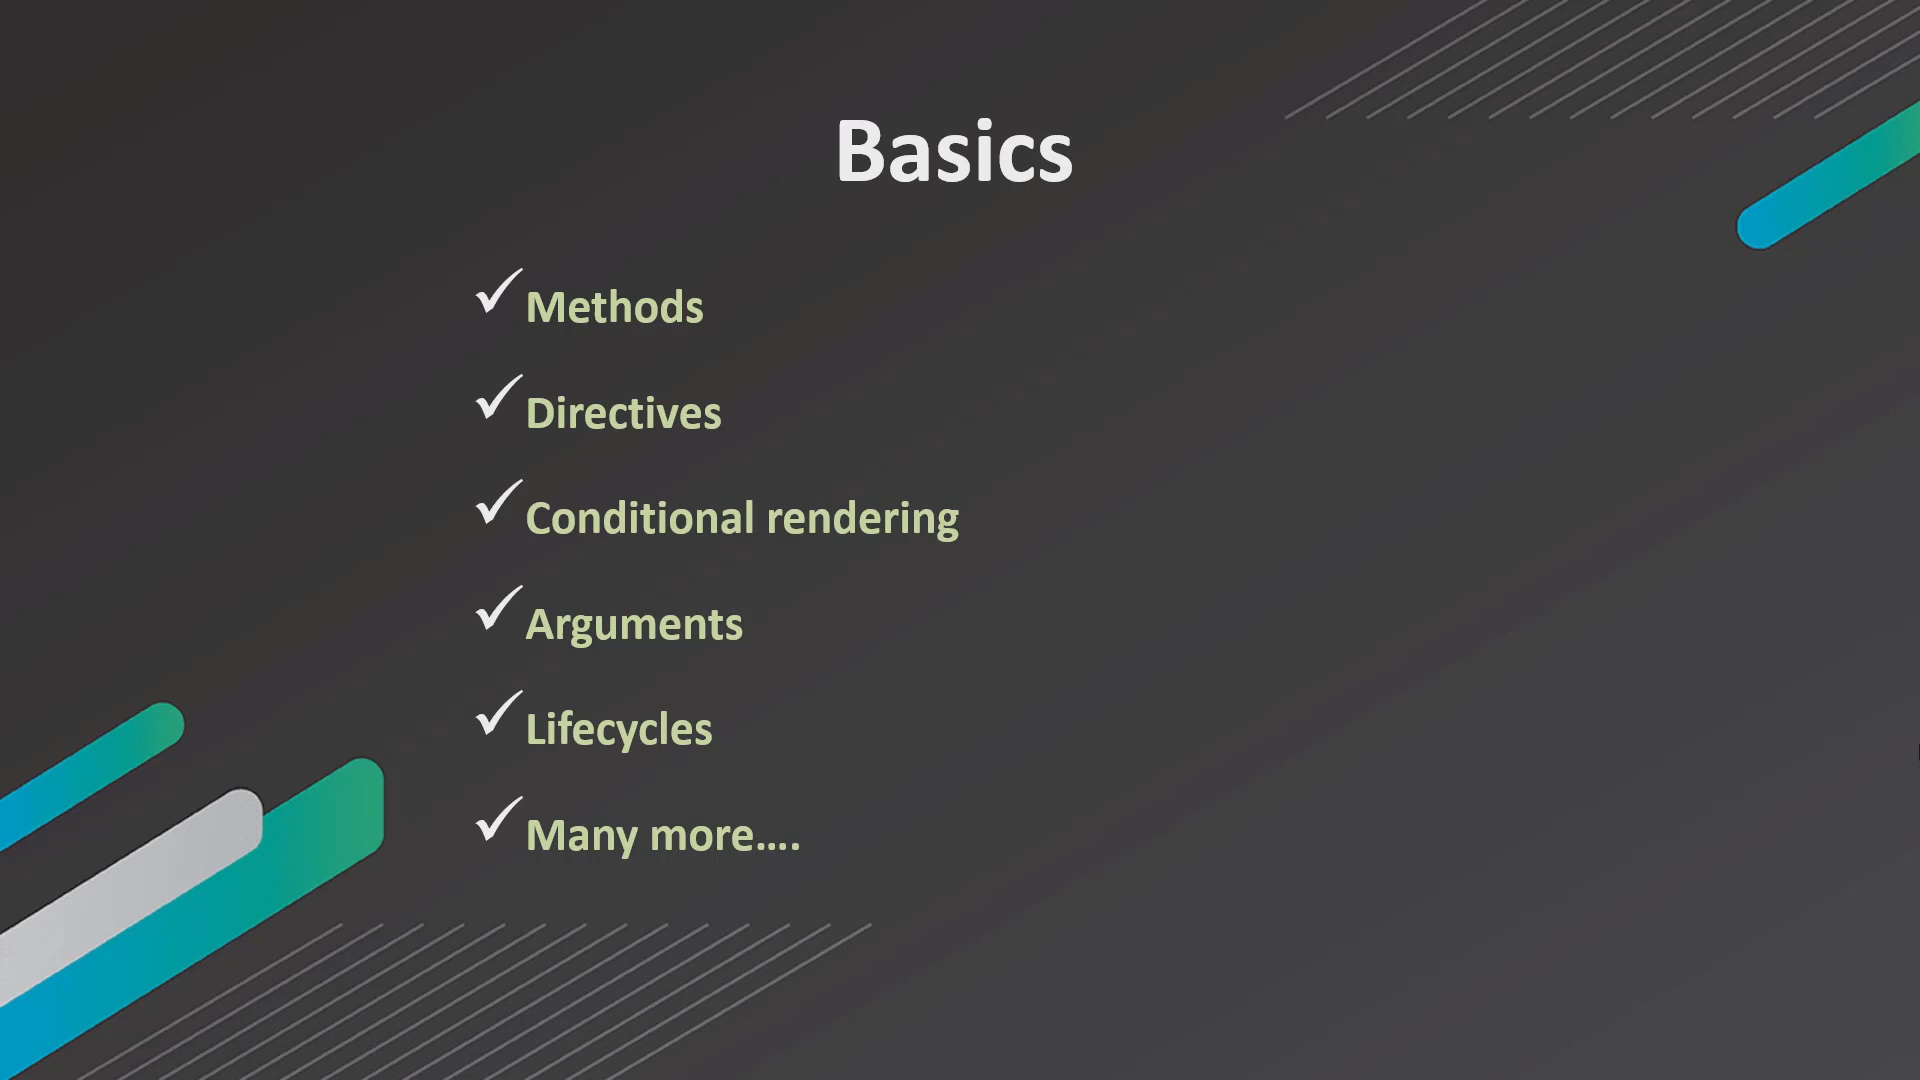 Basics
✓ Methods
✓ Directives
✓ Conditional rendering
✓ Arguments
✓ Lifecycles
✓ Many more....